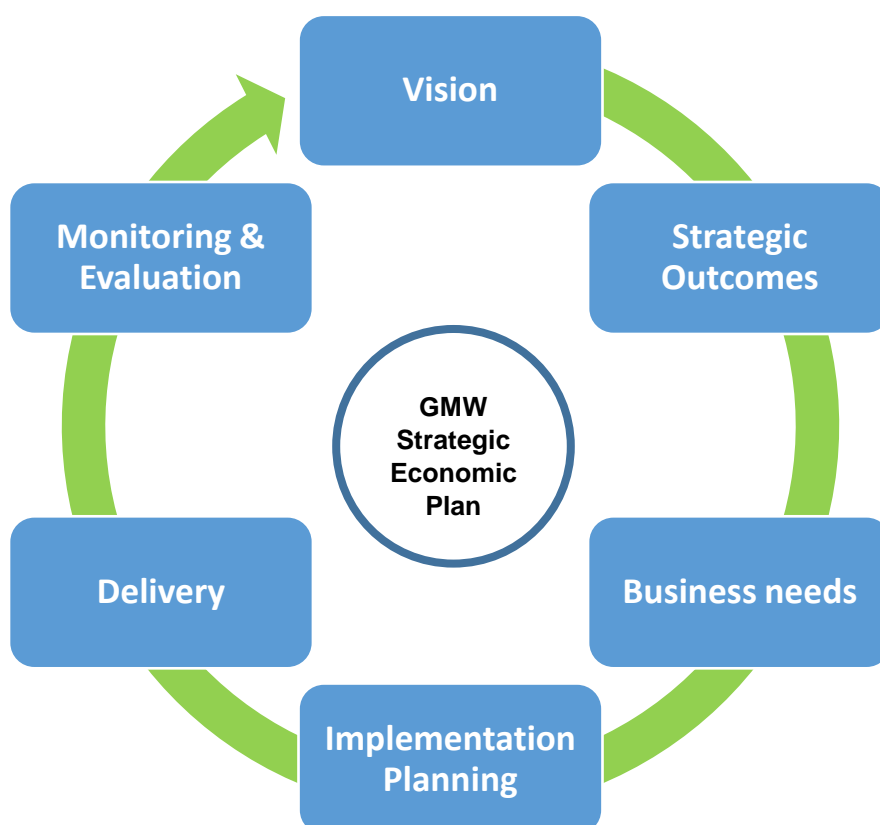 Vision
Strategic
Outcomes
Business needs
Implementation
Planning
Delivery
Monitoring &
Evaluation
GMW
Strategic
Economic
Plan